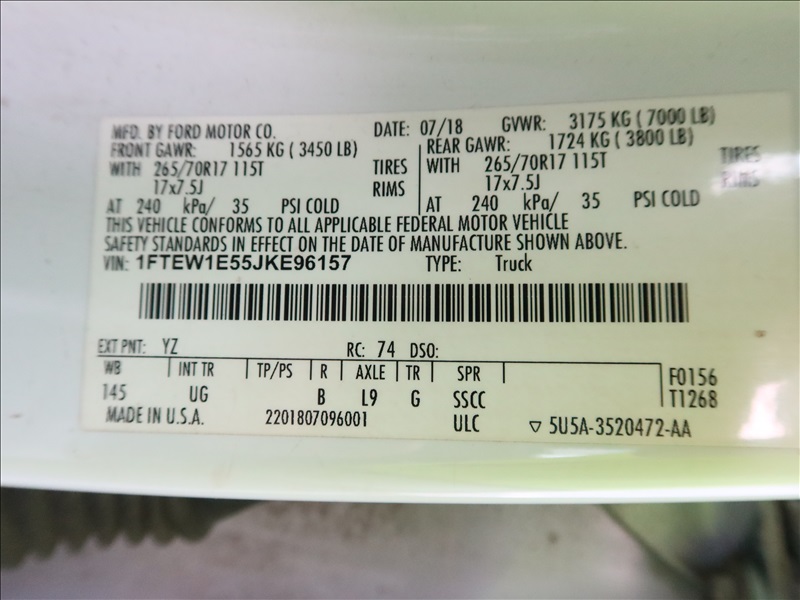 MFD. BY FORD MOTOR CO. DATE: 07/18 GVWR: 3175 KG ( 7000 LB)
FRONT GAWR: 1565 KG ( 3450 LB) REAR GAWR: 1724 KG ( 3800 LB)
WITH 265/70R17 115T TIRES WITH 265/70R17 115T TIRES
17x7.5J RIMS 17x7.5J RIMS
AT 240 kPa/ 35 PSI COLD AT 240 kPa/ 35 PSI COLD
THIS VEHICLE CONFORMS TO ALL APPLICABLE FEDERAL MOTOR VEHICLE
SAFETY STANDARDS IN EFFECT ON THE DATE OF MANUFACTURE SHOWN ABOVE.
VIN: 1FTEW1E55JKE96157 TYPE: Truck
EXT PNT: YZ RC: 74 DSO:
WB INT TR TP/PS R AXLE TR SPR F0156
145 UG B L9 G SSCC T1268
MADE IN U.S.A. 2201807096001 ULC ▽ 5U5A-3520472-AA